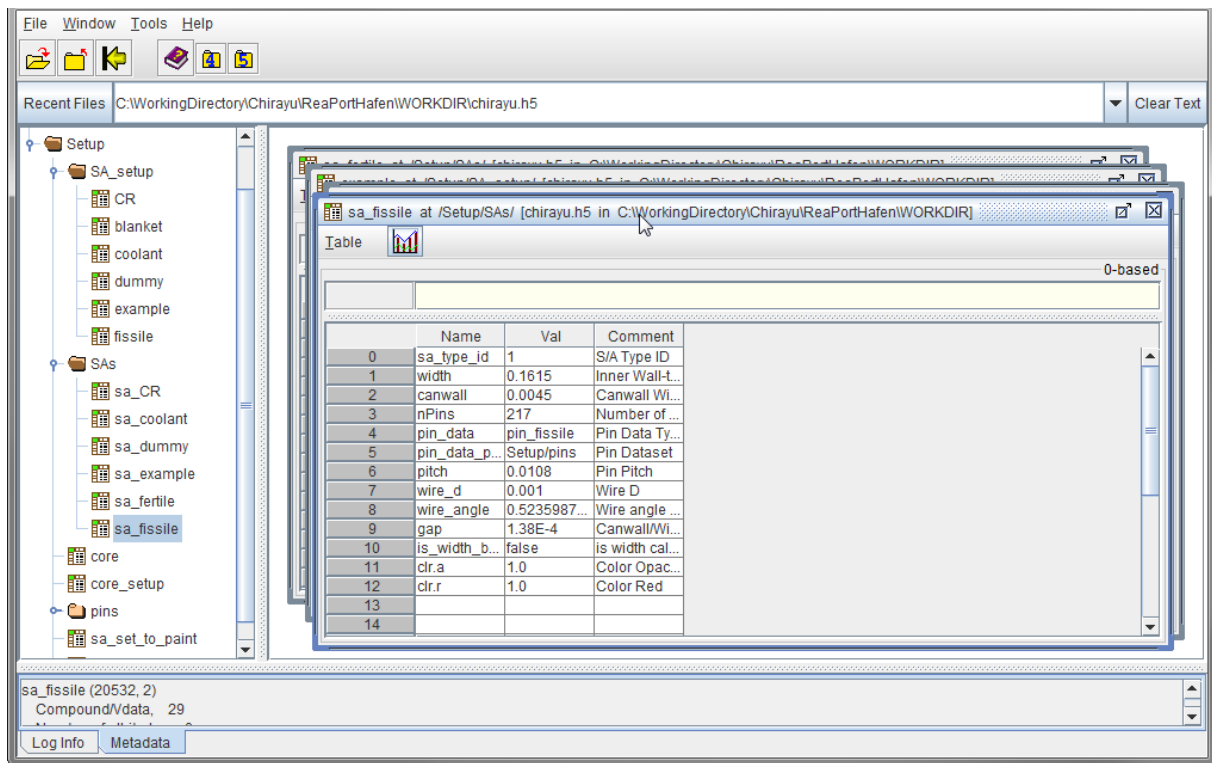 File Window Tools Help
4 5
Recent Files C:\WorkingDirectory\Chirayu\ReaPortHafen\WORKDIR\chirayu.h5 Clear Text
Setup
SA_setup
CR
blanket
coolant
dummy
example
fissile
SAs
sa_CR
sa_coolant
sa_dummy
sa_example
sa_fertile
sa_fissile
core
core_setup
pins
sa_set_to_paint
sa_fissile at /Setup/SAs/ [chirayu.h5 in C:\WorkingDirectory\Chirayu\ReaPortHafen\WORKDIR]
Table
0-based
Name Val Comment
0 sa_type_id 1 S/A Type ID
1 width 0.1615 Inner Wall-t...
2 canwall 0.0045 Canwall Wi...
3 nPins 217 Number of ...
4 pin_data pin_fissile Pin Data Ty...
5 pin_data_p... Setup/pins Pin Dataset
6 pitch 0.0108 Pin Pitch
7 wire_d 0.001 Wire D
8 wire_angle 0.5235987... Wire angle ...
9 gap 1.38E-4 Canwall/Wi...
10 is_width_b... false is width cal...
11 clr.a 1.0 Color Opac...
12 clr.r 1.0 Color Red
13
14
sa_fissile (20532, 2)
Compound/Vdata, 29
Log Info Metadata